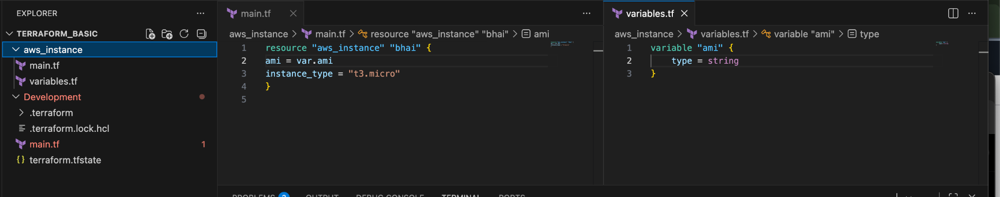 EXPLORER
TERRAFORM_BASIC
aws_instance
main.tf
variables.tf
Development
.terraform
.terraform.lock.hcl
main.tf 1
terraform.tfstate
main.tf
aws_instance > main.tf > resource "aws_instance" "bhai" > ami
1 resource "aws_instance" "bhai" {
2 ami = var.ami
3 instance_type = "t3.micro"
4 }
5
variables.tf
aws_instance > variables.tf > variable "ami" > type
1 variable "ami" {
2 type = string
3 }
PROBLEMS OUTPUT DEBUG CONSOLE TERMINAL PORTS